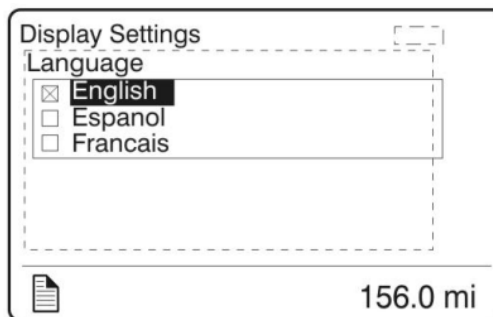 Display Settings
Language
English
Espanol
Francais
156.0 mi